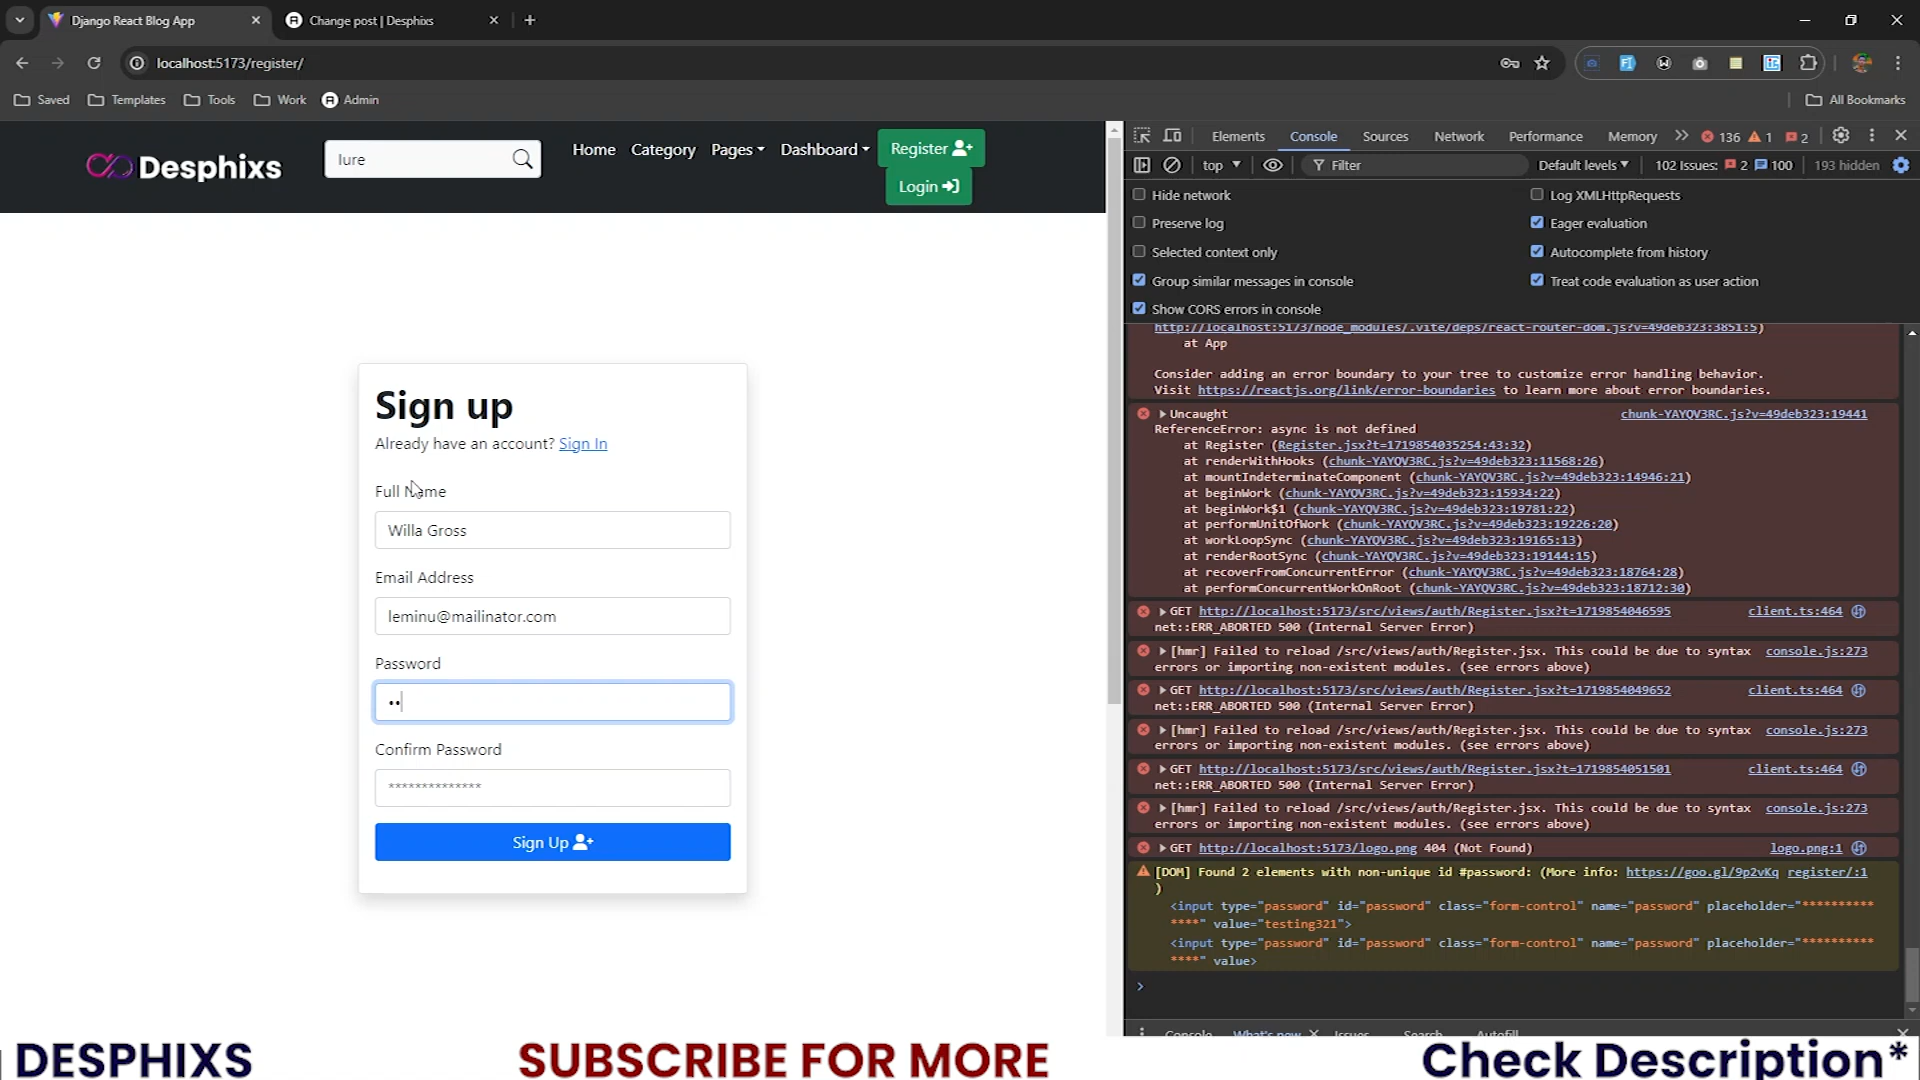 Django React Blog App
Change post | Desphixs
localhost:5173/register/
Saved
Templates
Tools
Work
Admin
All Bookmarks
Desphixs
lure
Home
Category
Pages
Dashboard
Register
Login
Sign up
Already have an account? Sign In
Full Name
Willa Gross
Email Address
leminu@mailinator.com
Password
••
Confirm Password
**************
Sign Up
Elements
Console
Sources
Network
Performance
Memory
136
1
2
top
Filter
Default levels
102 Issues: 2 100
193 hidden
Hide network
Log XMLHttpRequests
Preserve log
Eager evaluation
Selected context only
Autocomplete from history
Group similar messages in console
Treat code evaluation as user action
Show CORS errors in console
http://localhost:5173/node_modules/.vite/deps/react-router-dom.js?v=49deb323:3851:5)
at App
Consider adding an error boundary to your tree to customize error handling behavior.
Visit https://reactjs.org/link/error-boundaries to learn more about error boundaries.
Uncaught chunk-YAYQV3RC.js?v=49deb323:19441
ReferenceError: async is not defined
at Register (Register.jsx?t=1719854035254:43:32)
at renderWithHooks (chunk-YAYQV3RC.js?v=49deb323:11568:26)
at mountIndeterminateComponent (chunk-YAYQV3RC.js?v=49deb323:14946:21)
at beginWork (chunk-YAYQV3RC.js?v=49deb323:15934:22)
at beginWork$1 (chunk-YAYQV3RC.js?v=49deb323:19781:22)
at performUnitOfWork (chunk-YAYQV3RC.js?v=49deb323:19226:20)
at workLoopSync (chunk-YAYQV3RC.js?v=49deb323:19165:13)
at renderRootSync (chunk-YAYQV3RC.js?v=49deb323:19144:15)
at recoverFromConcurrentError (chunk-YAYQV3RC.js?v=49deb323:18764:28)
at performConcurrentWorkOnRoot (chunk-YAYQV3RC.js?v=49deb323:18712:30)
GET http://localhost:5173/src/views/auth/Register.jsx?t=1719854046595 client.ts:464
net::ERR_ABORTED 500 (Internal Server Error)
[hmr] Failed to reload /src/views/auth/Register.jsx. This could be due to syntax console.js:273
errors or importing non-existent modules. (see errors above)
GET http://localhost:5173/src/views/auth/Register.jsx?t=1719854049652 client.ts:464
net::ERR_ABORTED 500 (Internal Server Error)
[hmr] Failed to reload /src/views/auth/Register.jsx. This could be due to syntax console.js:273
errors or importing non-existent modules. (see errors above)
GET http://localhost:5173/src/views/auth/Register.jsx?t=1719854051501 client.ts:464
net::ERR_ABORTED 500 (Internal Server Error)
[hmr] Failed to reload /src/views/auth/Register.jsx. This could be due to syntax console.js:273
errors or importing non-existent modules. (see errors above)
GET http://localhost:5173/logo.png 404 (Not Found) logo.png:1
[DOM] Found 2 elements with non-unique id #password: (More info: https://goo.gl/9p2vKq register/:1
)
<input type="password" id="password" class="form-control" name="password" placeholder="**********
****" value="testing321">
<input type="password" id="password" class="form-control" name="password" placeholder="**********
****" value>
Console
What's new
Issues
Search
Autofill
DESPHIXS
SUBSCRIBE FOR MORE
Check Description*